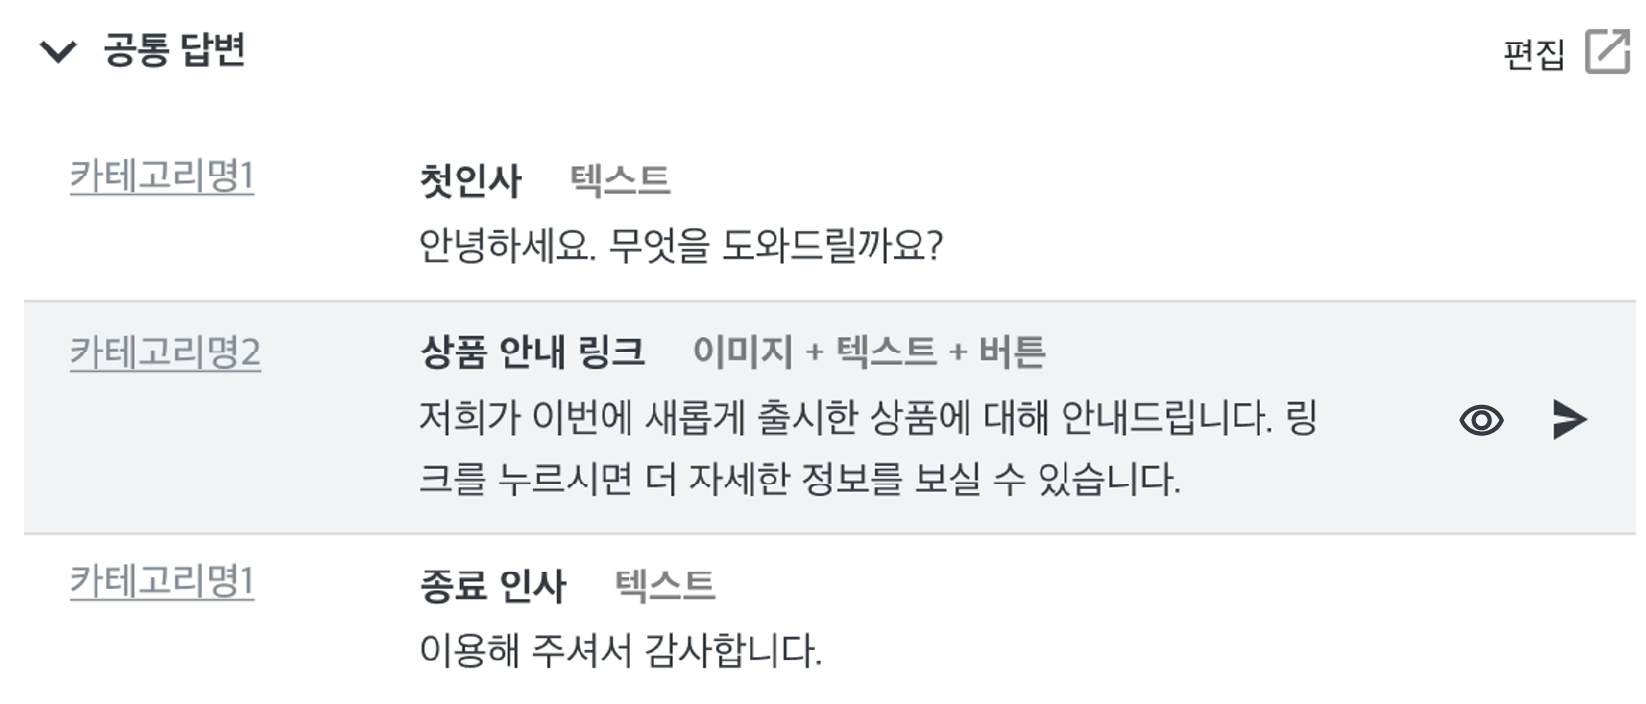 공통 답변
편집
카테고리명1
첫인사 텍스트
안녕하세요. 무엇을 도와드릴까요?
카테고리명2
상품 안내 링크 이미지 + 텍스트 + 버튼
저희가 이번에 새롭게 출시한 상품에 대해 안내드립니다. 링
크를 누르시면 더 자세한 정보를 보실 수 있습니다.
카테고리명1
종료 인사 텍스트
이용해 주셔서 감사합니다.